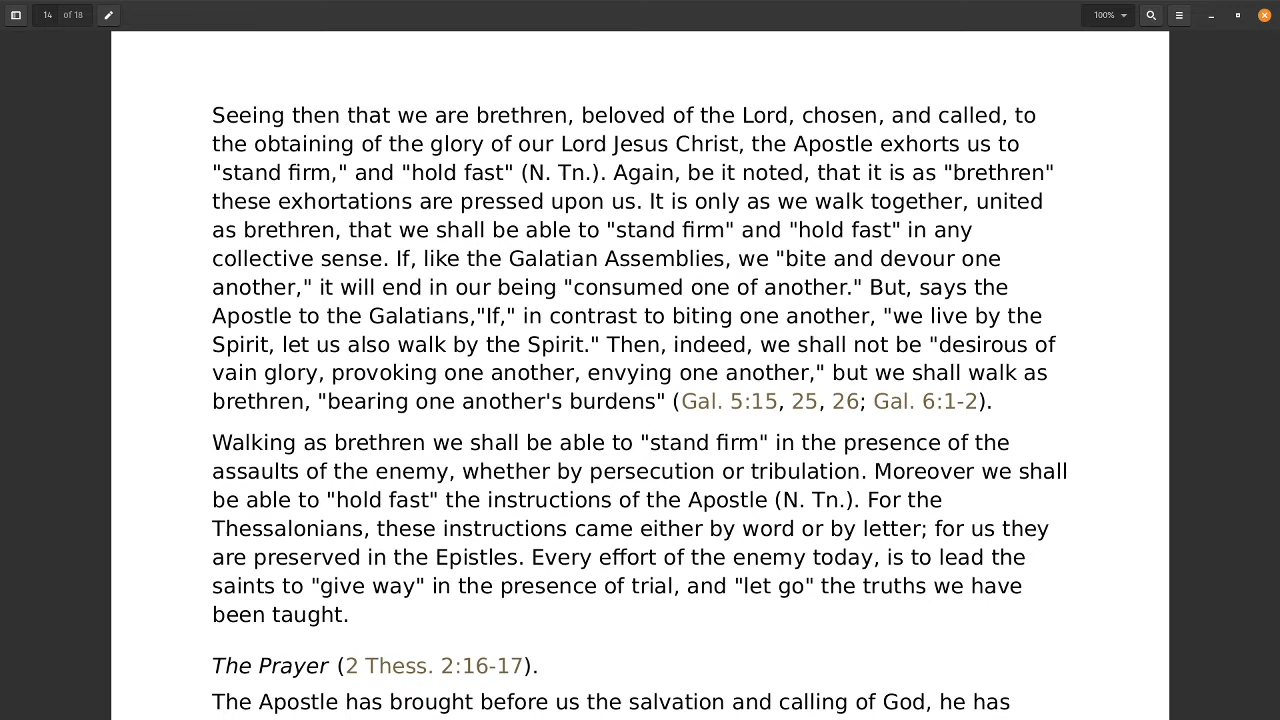 14 of 18
100%
Seeing then that we are brethren, beloved of the Lord, chosen, and called, to
the obtaining of the glory of our Lord Jesus Christ, the Apostle exhorts us to
"stand firm," and "hold fast" (N. Tn.). Again, be it noted, that it is as "brethren"
these exhortations are pressed upon us. It is only as we walk together, united
as brethren, that we shall be able to "stand firm" and "hold fast" in any
collective sense. If, like the Galatian Assemblies, we "bite and devour one
another," it will end in our being "consumed one of another." But, says the
Apostle to the Galatians,"If," in contrast to biting one another, "we live by the
Spirit, let us also walk by the Spirit." Then, indeed, we shall not be "desirous of
vain glory, provoking one another, envying one another," but we shall walk as
brethren, "bearing one another's burdens" (Gal. 5:15, 25, 26; Gal. 6:1-2).
Walking as brethren we shall be able to "stand firm" in the presence of the
assaults of the enemy, whether by persecution or tribulation. Moreover we shall
be able to "hold fast" the instructions of the Apostle (N. Tn.). For the
Thessalonians, these instructions came either by word or by letter; for us they
are preserved in the Epistles. Every effort of the enemy today, is to lead the
saints to "give way" in the presence of trial, and "let go" the truths we have
been taught.
The Prayer (2 Thess. 2:16-17).
The Apostle has brought before us the salvation and calling of God, he has